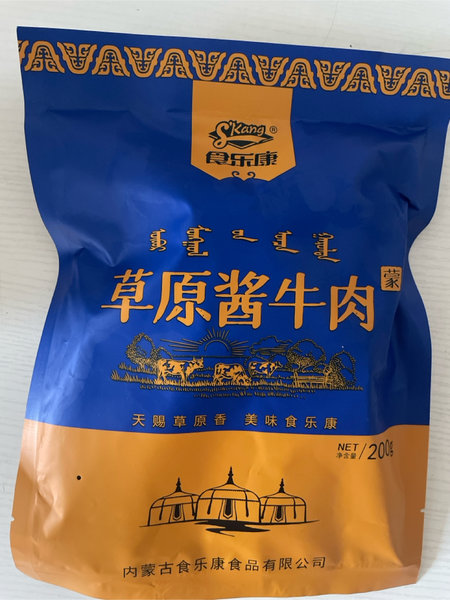 S'Kang®
食乐康
草原酱牛肉
蒙
天赐草原香 美味食乐康
NET
净含量/200g
内蒙古食乐康食品有限公司